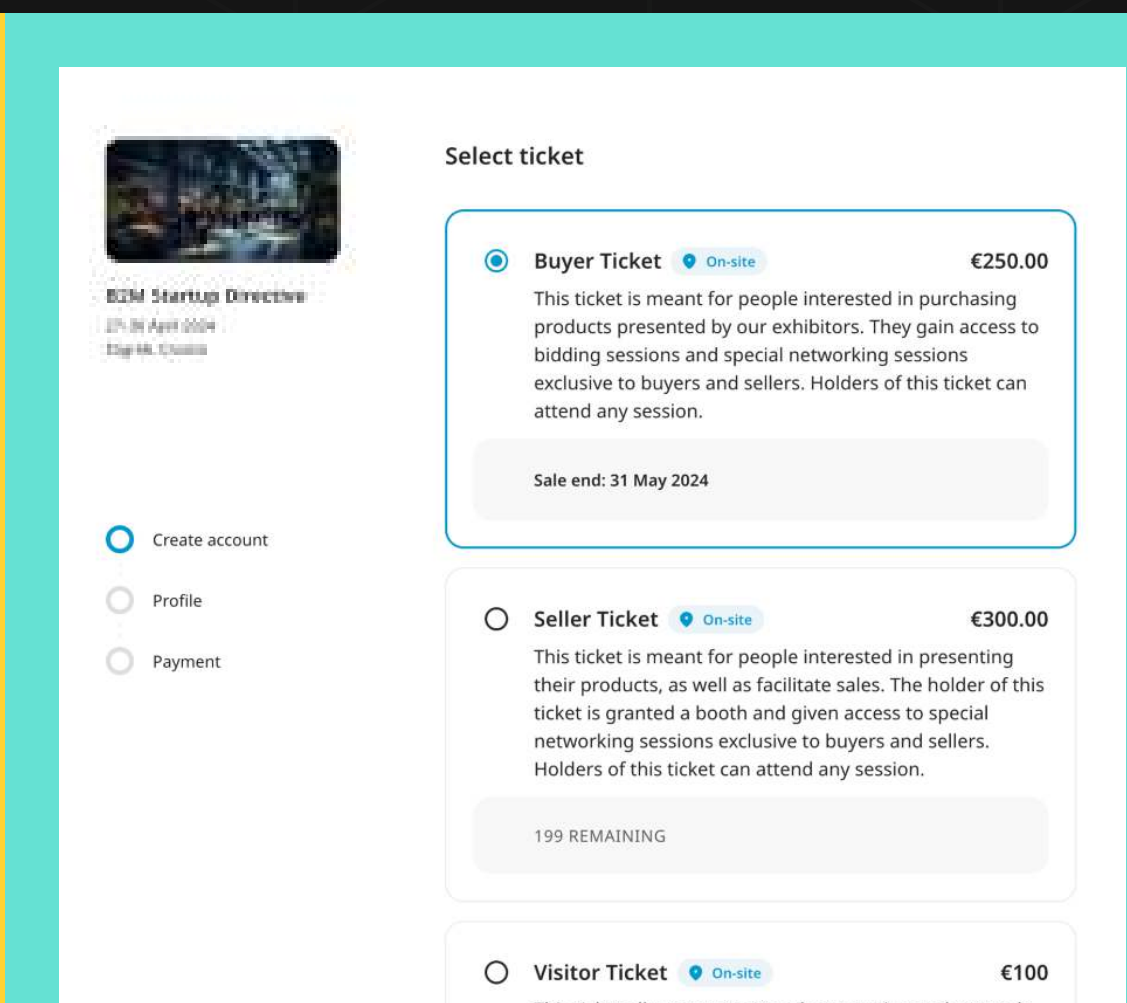 B2M Startup Directive
April 2024
Select ticket
Buyer Ticket On-site €250.00
This ticket is meant for people interested in purchasing
products presented by our exhibitors. They gain access to
bidding sessions and special networking sessions
exclusive to buyers and sellers. Holders of this ticket can
attend any session.
Sale end: 31 May 2024
Create account
Profile
Payment
Seller Ticket On-site €300.00
This ticket is meant for people interested in presenting
their products, as well as facilitate sales. The holder of this
ticket is granted a booth and given access to special
networking sessions exclusive to buyers and sellers.
Holders of this ticket can attend any session.
199 REMAINING
Visitor Ticket On-site €100